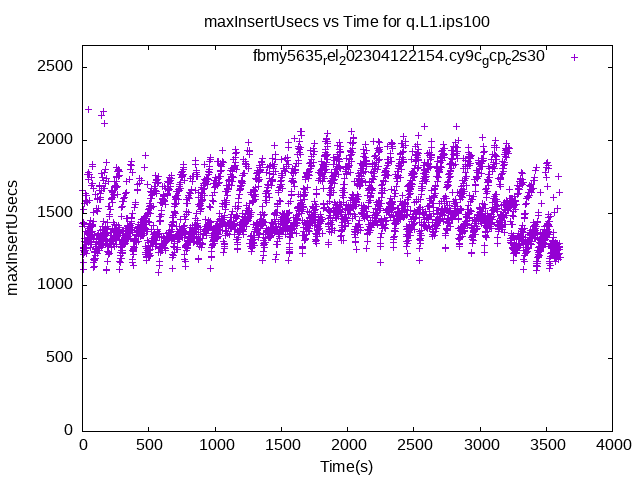 maxInsertUsecs vs Time for q.L1.ips100
fbmy5635rel202304122154.cy9cgcpc2s30
2500
2000
1500
1000
500
0
maxInsertUsecs
0 500 1000 1500 2000 2500 3000 3500 4000
Time(s)